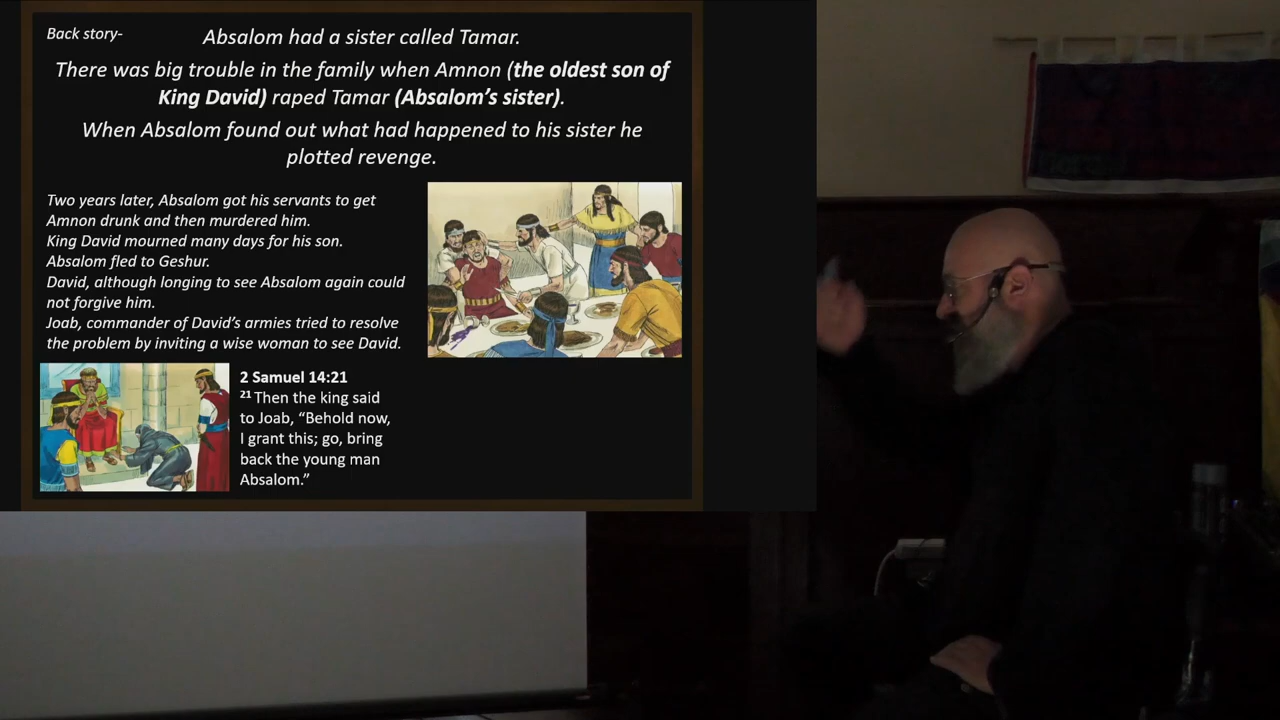 Back story-
Absalom had a sister called Tamar.
There was big trouble in the family when Amnon (the oldest son of
King David) raped Tamar (Absalom’s sister).
When Absalom found out what had happened to his sister he
plotted revenge.
Two years later, Absalom got his servants to get
Amnon drunk and then murdered him.
King David mourned many days for his son.
Absalom fled to Geshur.
David, although longing to see Absalom again could
not forgive him.
Joab, commander of David’s armies tried to resolve
the problem by inviting a wise woman to see David.
2 Samuel 14:21
21 Then the king said
to Joab, “Behold now,
I grant this; go, bring
back the young man
Absalom.”